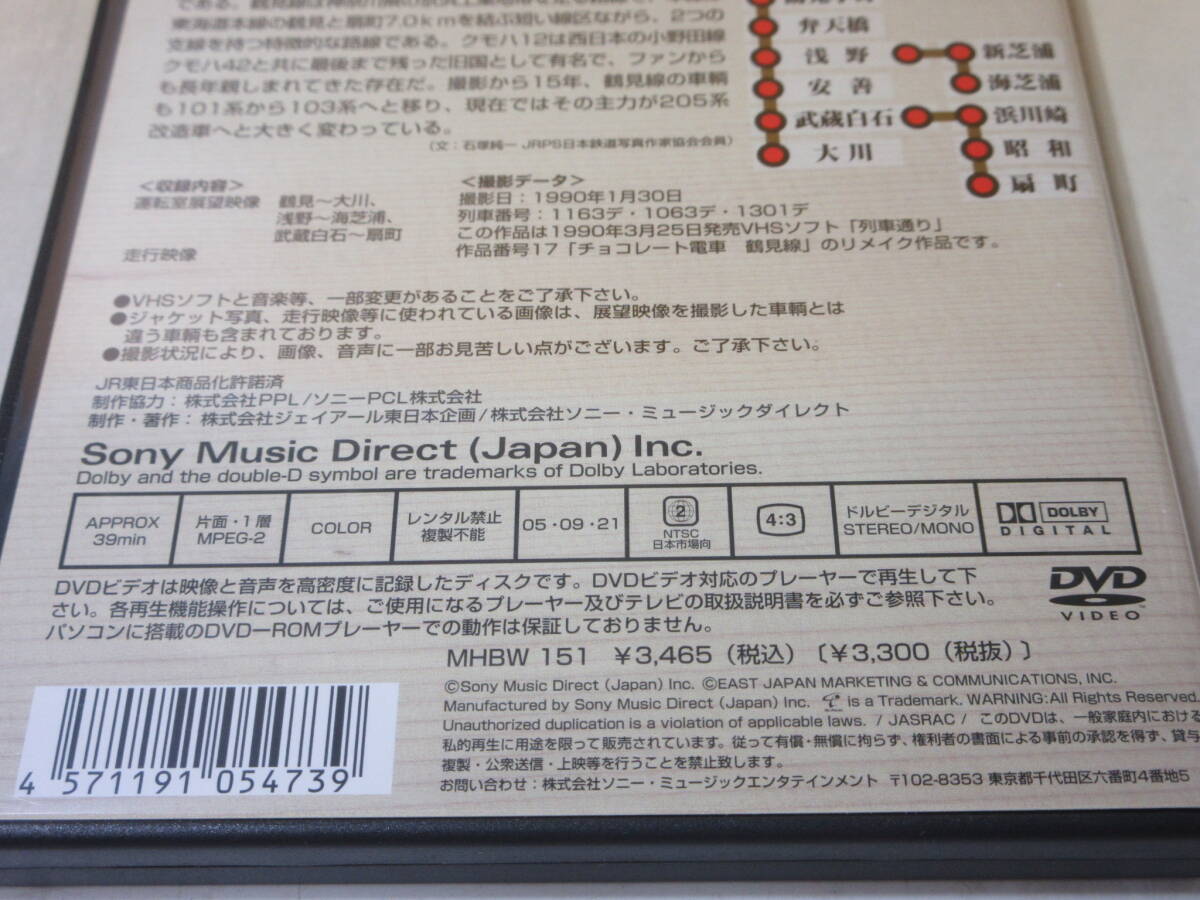 東海道本線の鶴見と扇町7.0kmを結ぶ短い線区ながら、2つの
支線を持つ特徴的な路線である。クモハ12は西日本の小野田線
クモハ42と共に最後まで残った旧国として有名で、ファンから
も長年親しまれてきた存在だ。撮影から15年、鶴見線の車輌
も101系から103系へと移り、現在ではその主力が205系
改造車へと大きく変わっている。
(文：石塚純一 JRPS日本鉄道写真作家協会会員)
弁天橋
浅野
新芝浦
安善
海芝浦
武蔵白石
浜川崎
大川
昭和
扇町
＜収録内容＞
運転室展望映像 鶴見〜大川、
浅野〜海芝浦、
武蔵白石〜扇町
走行映像
＜撮影データ＞
撮影日：1990年1月30日
列車番号：1163デ・1063デ・1301デ
この作品は1990年3月25日発売VHSソフト「列車通り」
作品番号17「チョコレート電車 鶴見線」のリメイク作品です。
●VHSソフトと音楽等、一部変更があることをご了承下さい。
●ジャケット写真、走行映像等に使われている画像は、展望映像を撮影した車輌とは
違う車輌も含まれております。
●撮影状況により、画像、音声に一部お見苦しい点がございます。ご了承下さい。
JR東日本商品化許諾済
制作協力：株式会社PPL/ソニーPCL株式会社
制作・著作：株式会社ジェイアール東日本企画/株式会社ソニー・ミュージックダイレクト
Sony Music Direct (Japan) Inc.
Dolby and the double-D symbol are trademarks of Dolby Laboratories.
APPROX
39min
片面・1層
MPEG-2
COLOR
レンタル禁止
複製不能
05・09・21
2
NTSC
日本市場向
4:3
ドルビーデジタル
STEREO/MONO
DOLBY
DIGITAL
DVDビデオは映像と音声を高密度に記録したディスクです。DVDビデオ対応のプレーヤーで再生して下
さい。各再生機能操作については、ご使用になるプレーヤー及びテレビの取扱説明書を必ずご参照下さい。
パソコンに搭載のDVD-ROMプレーヤーでの動作は保証しておりません。
DVD
VIDEO
MHBW 151 ¥3,465（税込）〔¥3,300（税抜）〕
©Sony Music Direct (Japan) Inc. ©EAST JAPAN MARKETING & COMMUNICATIONS, INC.
Manufactured by Sony Music Direct (Japan) Inc. is a Trademark. WARNING:All Rights Reserved.
Unauthorized duplication is a violation of applicable laws. / JASRAC / このDVDは、一般家庭内における
私的再生に用途を限って販売されています。従って有償・無償に拘らず、権利者の書面による事前の承認を得ず、貸与
複製・公衆送信・上映等を行うことを禁止致します。
お問い合わせ：株式会社ソニー・ミュージックエンタテインメント 〒102-8353 東京都千代田区六番町4番地5
4 571191 054739